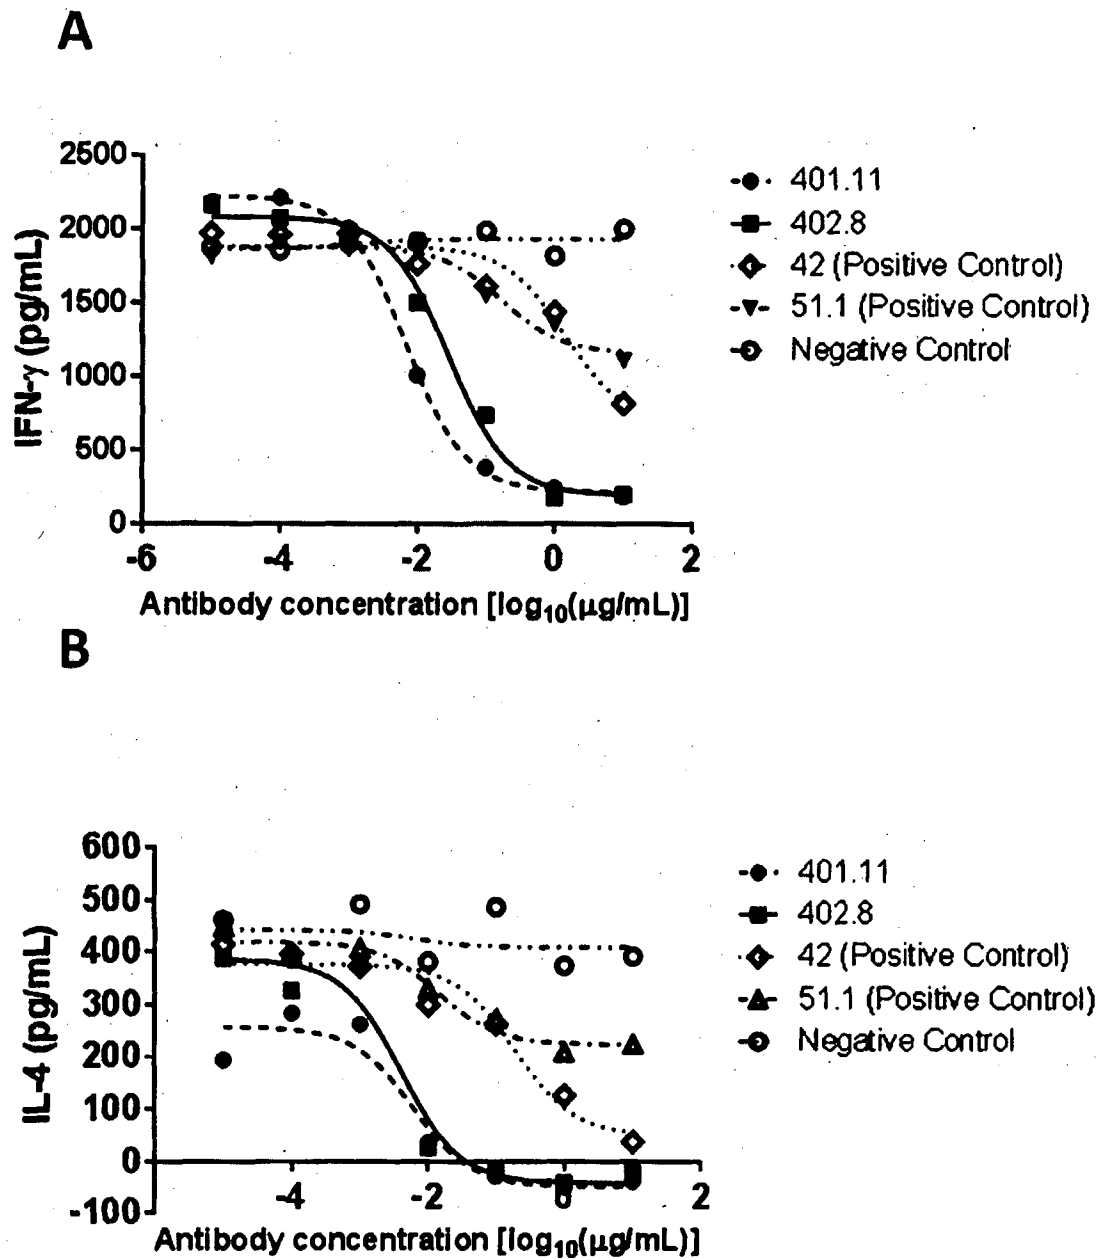 A
2500
2000
1500
1000
500
0
IFN-γ (pg/mL)
-6 -4 -2 0 2
Antibody concentration [log10(μg/mL)]
401.11
402.8
42 (Positive Control)
51.1 (Positive Control)
Negative Control
B
600
500
400
300
200
100
0
-100
IL-4 (pg/mL)
-4 -2 0 2
Antibody concentration [log10(μg/mL)]
401.11
402.8
42 (Positive Control)
51.1 (Positive Control)
Negative Control